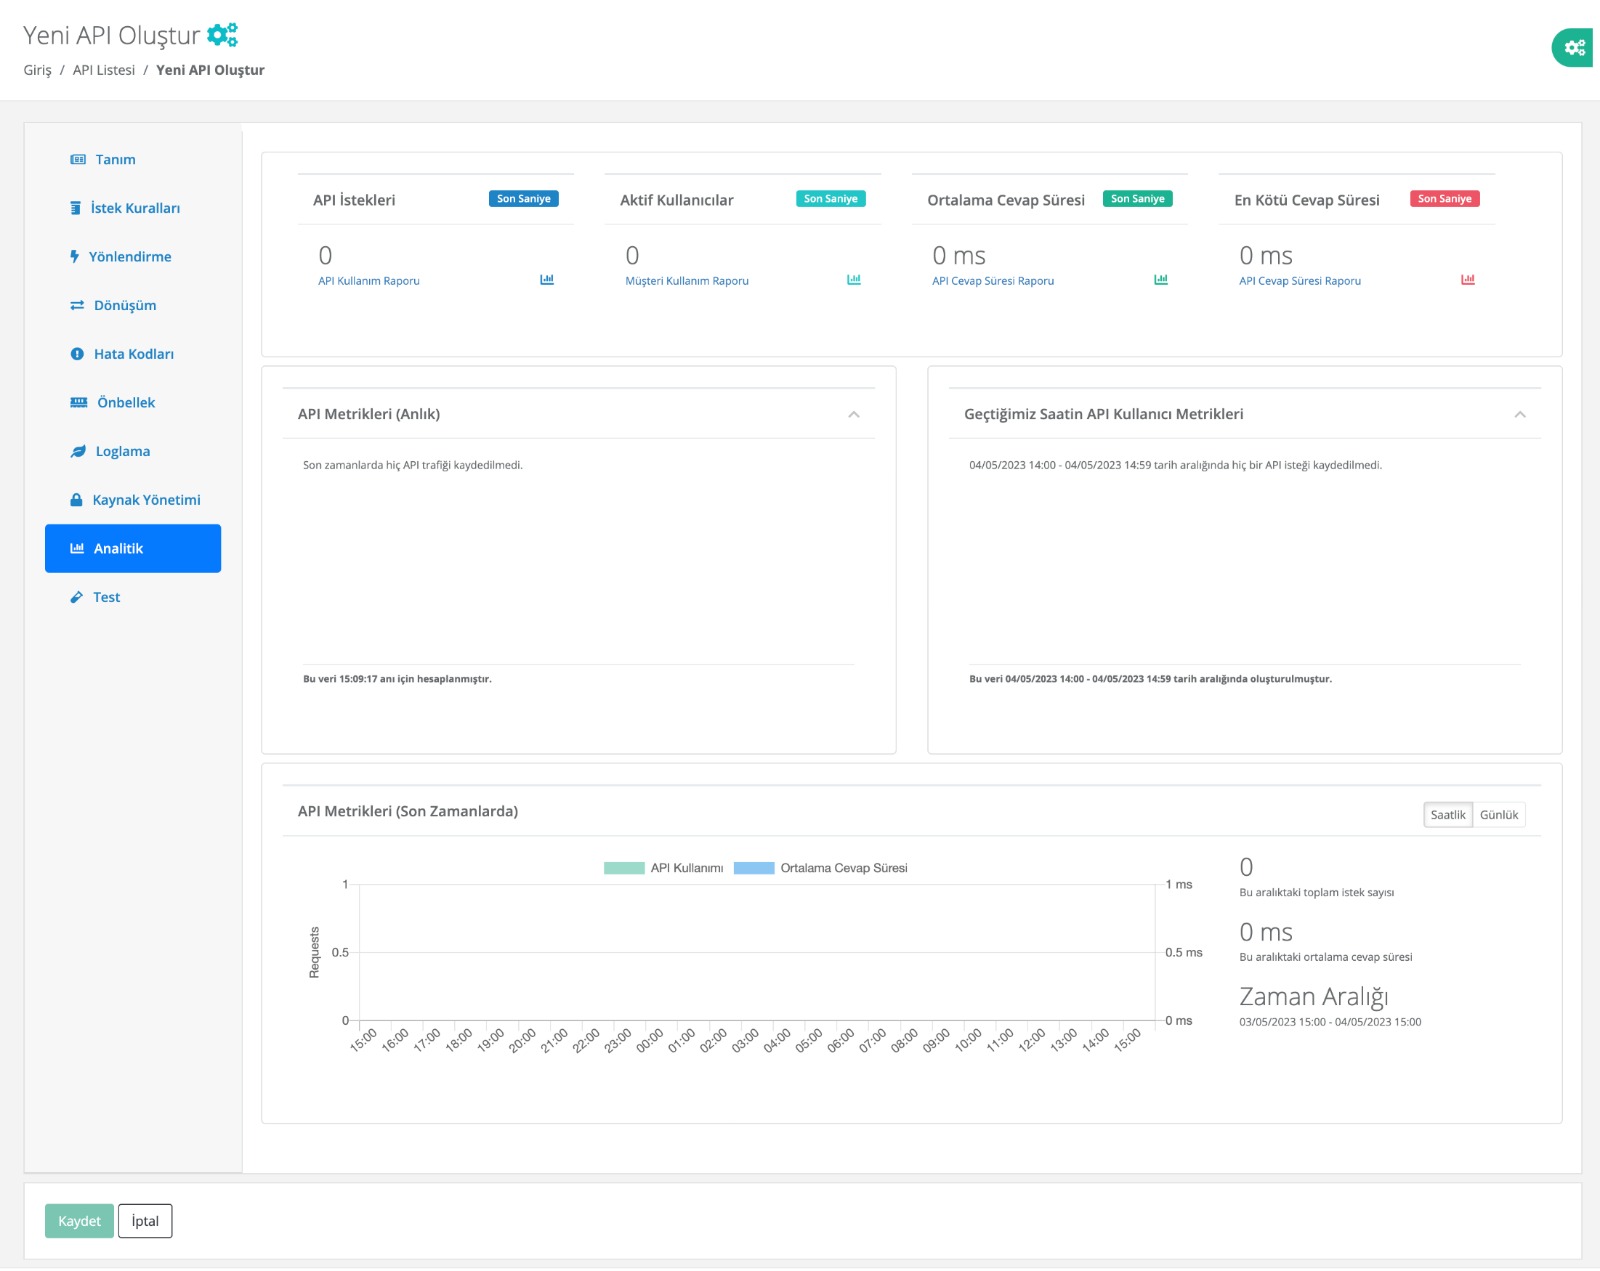 Yeni API Oluştur
Giriş / API Listesi / Yeni API Oluştur
Tanım
İstek Kuralları
Yönlendirme
Dönüşüm
Hata Kodları
Önbellek
Loglama
Kaynak Yönetimi
Analitik
Test
API İstekleri Son Saniye
0
API Kullanım Raporu
Aktif Kullanıcılar Son Saniye
0
Müşteri Kullanım Raporu
Ortalama Cevap Süresi Son Saniye
0 ms
API Cevap Süresi Raporu
En Kötü Cevap Süresi Son Saniye
0 ms
API Cevap Süresi Raporu
API Metrikleri (Anlık)
Son zamanlarda hiç API trafiği kaydedilmedi.
Bu veri 15:09:17 anı için hesaplanmıştır.
Geçtiğimiz Saatin API Kullanıcı Metrikleri
04/05/2023 14:00 - 04/05/2023 14:59 tarih aralığında hiç bir API isteği kaydedilmedi.
Bu veri 04/05/2023 14:00 - 04/05/2023 14:59 tarih aralığında oluşturulmuştur.
API Metrikleri (Son Zamanlarda)
Saatlik Günlük
API Kullanımı Ortalama Cevap Süresi
1 1 ms
Requests
0.5 0.5 ms
0 0 ms
15:00 16:00 17:00 18:00 19:00 20:00 21:00 22:00 23:00 00:00 01:00 02:00 03:00 04:00 05:00 06:00 07:00 08:00 09:00 10:00 11:00 12:00 13:00 14:00 15:00
0
Bu aralıktaki toplam istek sayısı
0 ms
Bu aralıktaki ortalama cevap süresi
Zaman Aralığı
03/05/2023 15:00 - 04/05/2023 15:00
Kaydet İptal